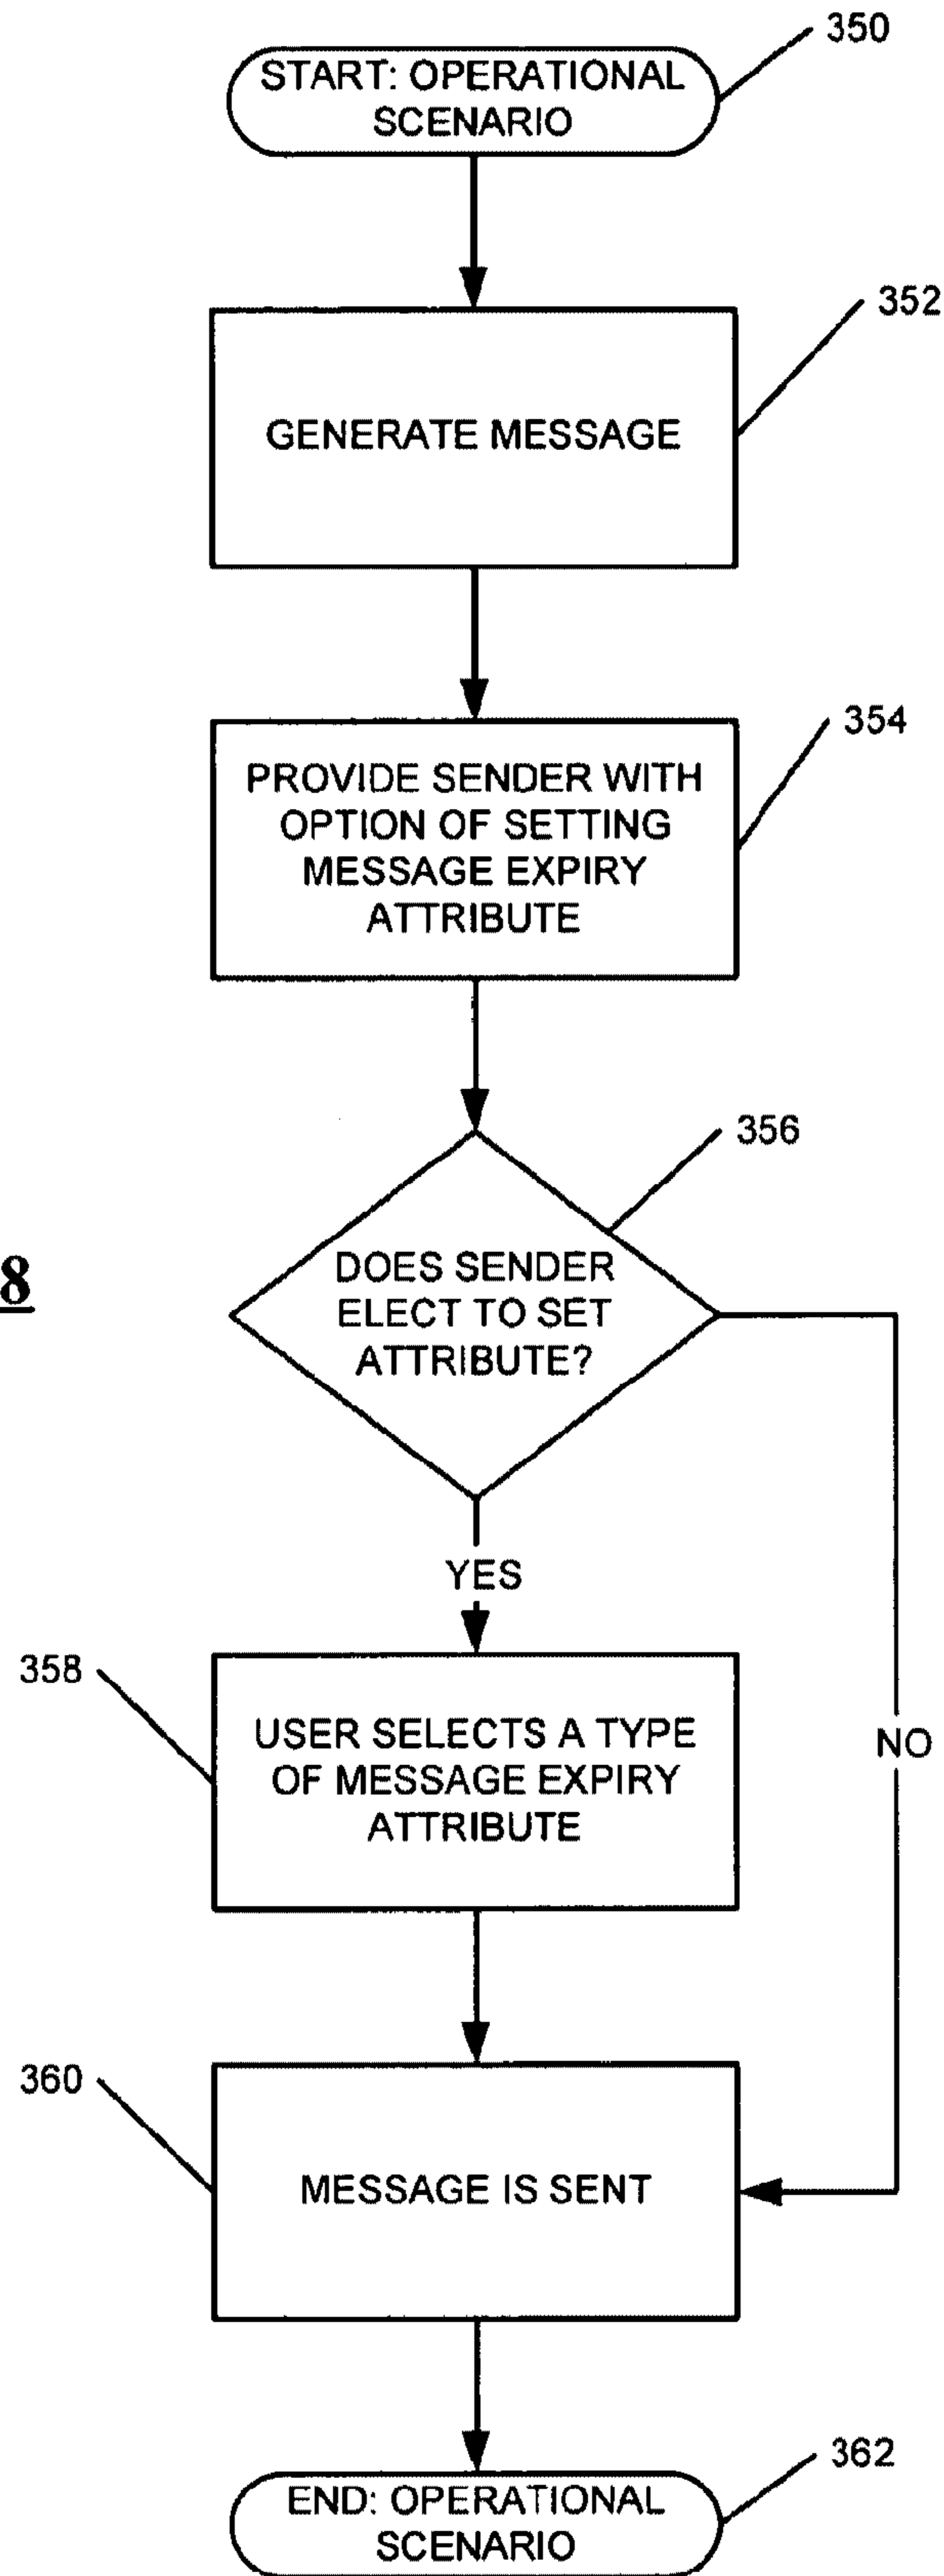 START: OPERATIONAL
SCENARIO
350
GENERATE MESSAGE
352
PROVIDE SENDER WITH
OPTION OF SETTING
MESSAGE EXPIRY
ATTRIBUTE
354
356
DOES SENDER
ELECT TO SET
ATTRIBUTE?
8
YES
NO
358
USER SELECTS A TYPE
OF MESSAGE EXPIRY
ATTRIBUTE
360
MESSAGE IS SENT
362
END: OPERATIONAL
SCENARIO